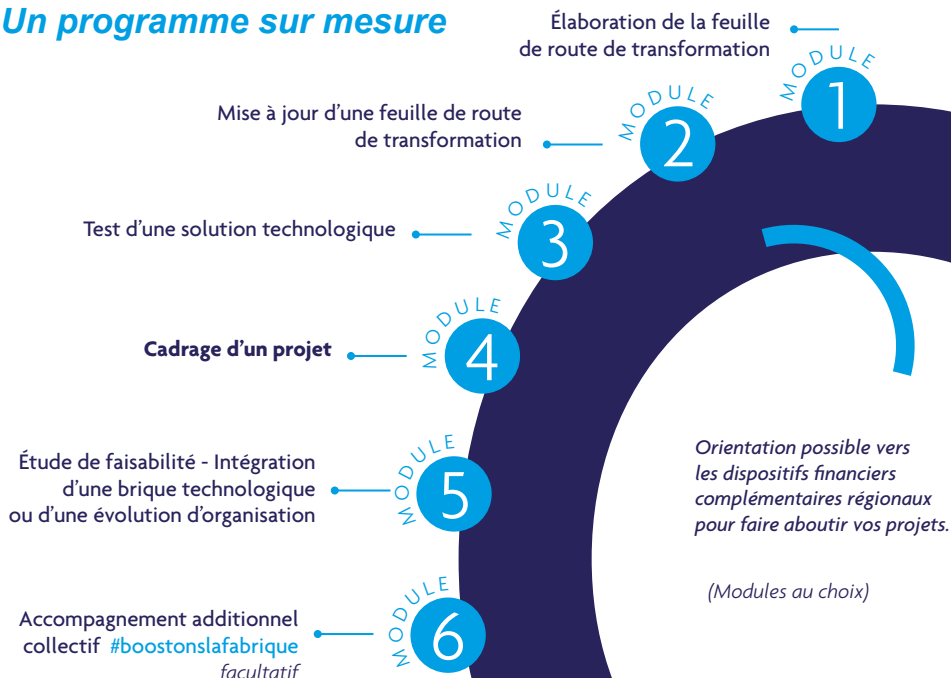 Un programme sur mesure
Élaboration de la feuille
de route de transformation
MODULE
1
Mise à jour d’une feuille de route
de transformation
MODULE
2
Test d’une solution technologique
MODULE
3
Cadrage d’un projet
MODULE
4
Étude de faisabilité - Intégration
d’une brique technologique
ou d’une évolution d’organisation
MODULE
5
Accompagnement additionnel
collectif #boostonslafabrique
facultatif
MODULE
6
Orientation possible vers
les dispositifs financiers
complémentaires régionaux
pour faire aboutir vos projets.
(Modules au choix)